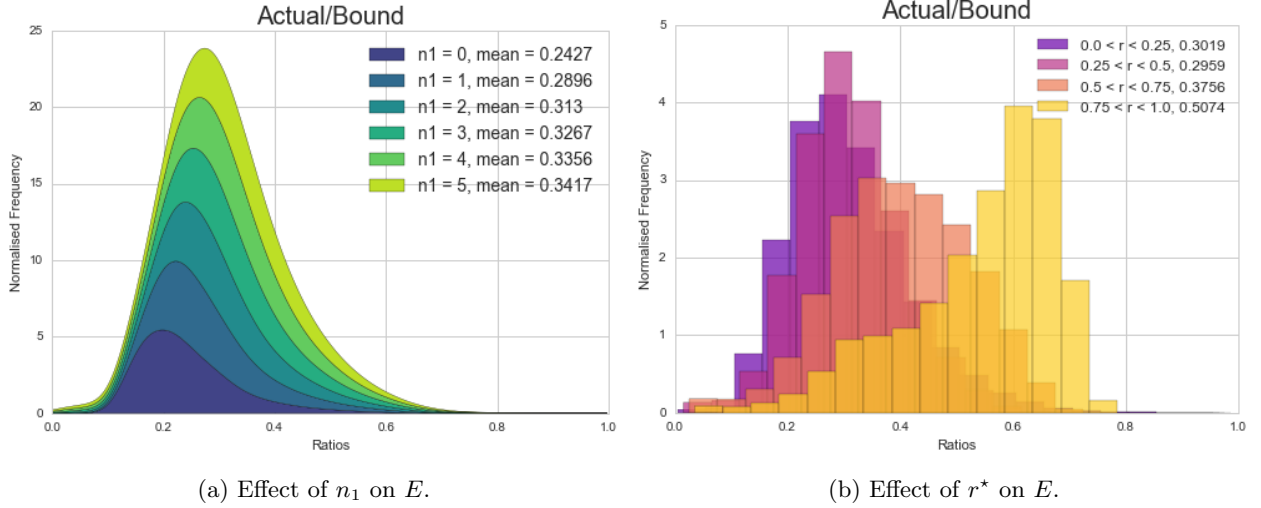 Actual/Bound
25
20
15
10
5
0
0.0
0.2
0.4
0.6
0.8
1.0
Normalised Frequency
Ratios
n1 = 0, mean = 0.2427
n1 = 1, mean = 0.2896
n1 = 2, mean = 0.313
n1 = 3, mean = 0.3267
n1 = 4, mean = 0.3356
n1 = 5, mean = 0.3417
(a) Effect of n₁ on E.
Actual/Bound
5
4
3
2
1
0
0.0
0.2
0.4
0.6
0.8
1.0
Normalised Frequency
Ratios
0.0 < r < 0.25, 0.3019
0.25 < r < 0.5, 0.2959
0.5 < r < 0.75, 0.3756
0.75 < r < 1.0, 0.5074
(b) Effect of r⋆ on E.